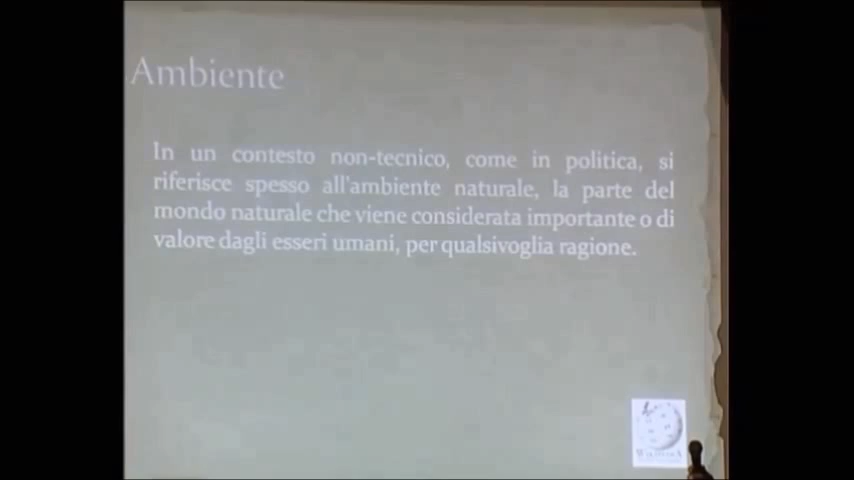 Ambiente
In un contesto non-tecnico, come in politica, si
riferisce spesso all'ambiente naturale, la parte del
mondo naturale che viene considerata importante o di
valore dagli esseri umani, per qualsivoglia ragione.
WIKIPEDIA